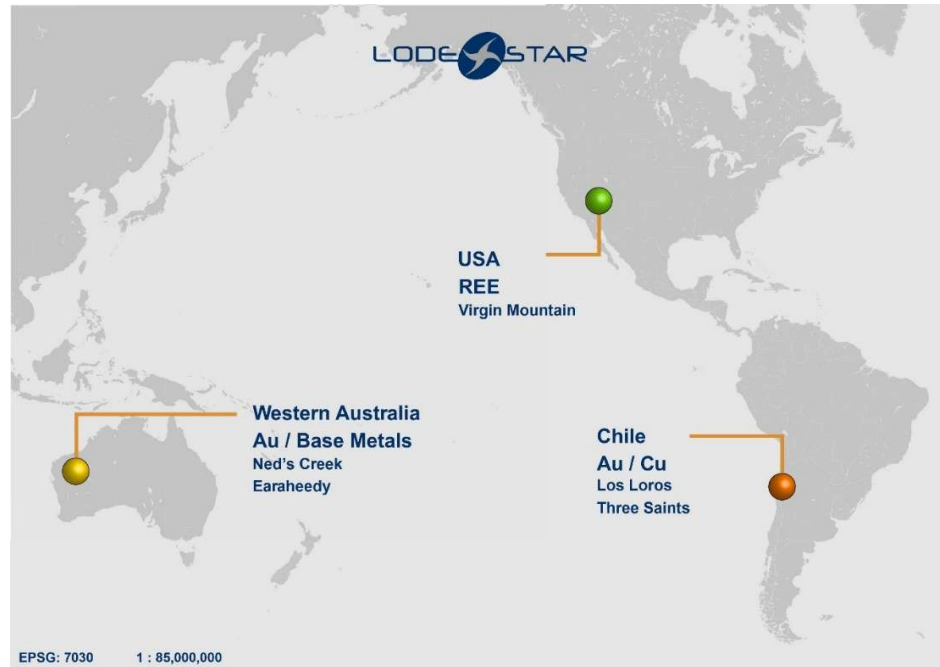 LODESTAR
USA
REE
Virgin Mountain
Western Australia
Au / Base Metals
Ned's Creek
Earaheedy
Chile
Au / Cu
Los Loros
Three Saints
EPSG: 7030 1 : 85,000,000